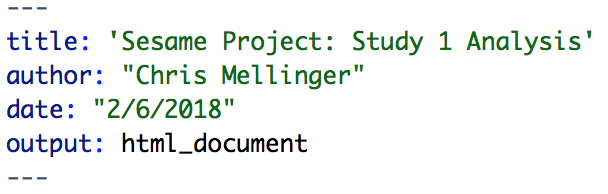 ---
title: 'Sesame Project: Study 1 Analysis'
author: "Chris Mellinger"
date: "2/6/2018"
output: html_document
---